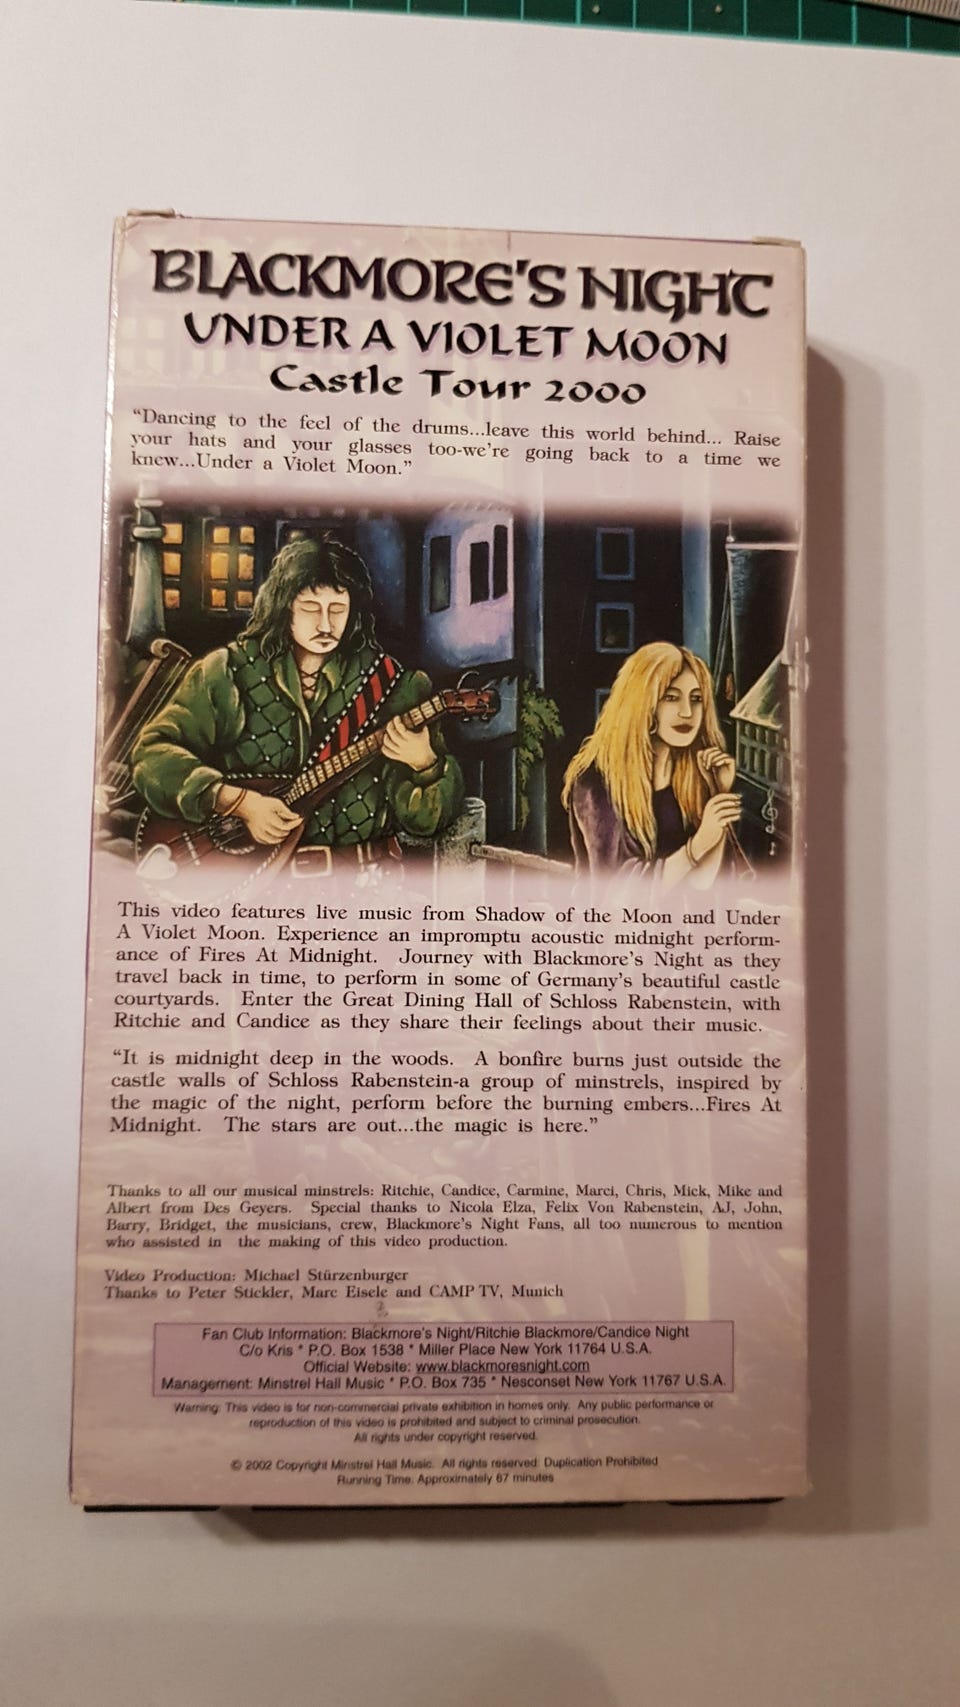 BLACKMORE'S NIGHT
UNDER A VIOLET MOON
Castle Tour 2000
"Dancing to the feel of the drums...leave this world behind... Raise
your hats and your glasses too-we're going back to a time we
knew...Under a Violet Moon."
This video features live music from Shadow of the Moon and Under
A Violet Moon. Experience an impromptu acoustic midnight perform-
ance of Fires At Midnight. Journey with Blackmore's Night as they
travel back in time, to perform in some of Germany's beautiful castle
courtyards. Enter the Great Dining Hall of Schloss Rabenstein, with
Ritchie and Candice as they share their feelings about their music.
"It is midnight deep in the woods. A bonfire burns just outside the
castle walls of Schloss Rabenstein-a group of minstrels, inspired by
the magic of the night, perform before the burning embers...Fires At
Midnight. The stars are out...the magic is here."
Thanks to all our musical minstrels: Ritchie, Candice, Carmine, Marci, Chris, Mick, Mike and
Albert from Des Geyers. Special thanks to Nicola Elza, Felix Von Rabenstein, AJ, John,
Barry, Bridget, the musicians, crew, Blackmore's Night Fans, all too numerous to mention
who assisted in the making of this video production.
Video Production: Michael Stürzenburger
Thanks to Peter Stickler, Marc Eisele and CAMP TV, Munich
Fan Club Information: Blackmore's Night/Ritchie Blackmore/Candice Night
C/o Kris * P.O. Box 1538 * Miller Place New York 11764 U.S.A.
Official Website: www.blackmoresnight.com
Management: Minstrel Hall Music * P.O. Box 735 * Nesconset New York 11767 U.S.A.
Warning: This video is for non-commercial private exhibition in homes only. Any public performance or
reproduction of this video is prohibited and subject to criminal prosecution.
All rights under copyright reserved.
© 2002 Copyright Minstrel Hall Music. All rights reserved. Duplication Prohibited
Running Time: Approximately 67 minutes